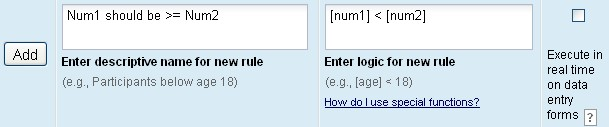 Num1 should be >= Num2
[num1] < [num2]
Add
Enter descriptive name for new rule
(e.g., Participants below age 18)
Enter logic for new rule
(e.g., [age] < 18)
How do I use special functions?
Execute in
real time
on data
entry
forms ?